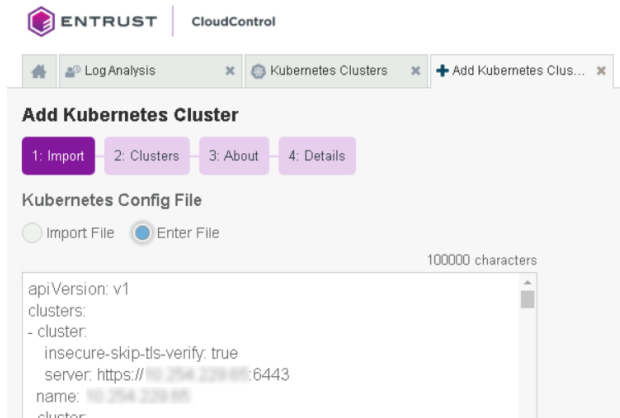 ENTRUST CloudControl
Log Analysis Kubernetes Clusters Add Kubernetes Clus...
Add Kubernetes Cluster
1: Import 2: Clusters 3: About 4: Details
Kubernetes Config File
Import File Enter File
100000 characters
apiVersion: v1
clusters:
- cluster:
insecure-skip-tls-verify: true
server: https:// :6443
name:
cluster: